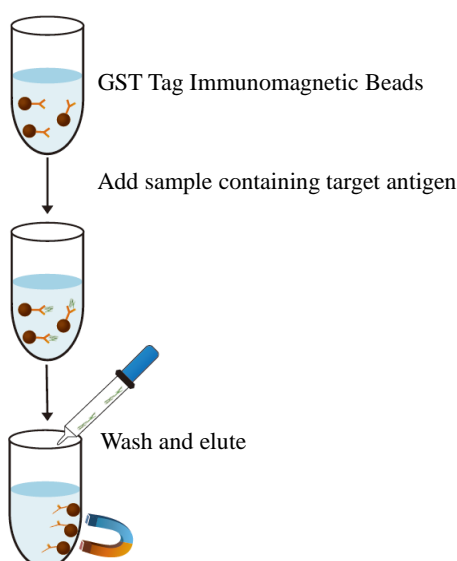 GST Tag Immunomagnetic Beads
Add sample containing target antigen
Wash and elute